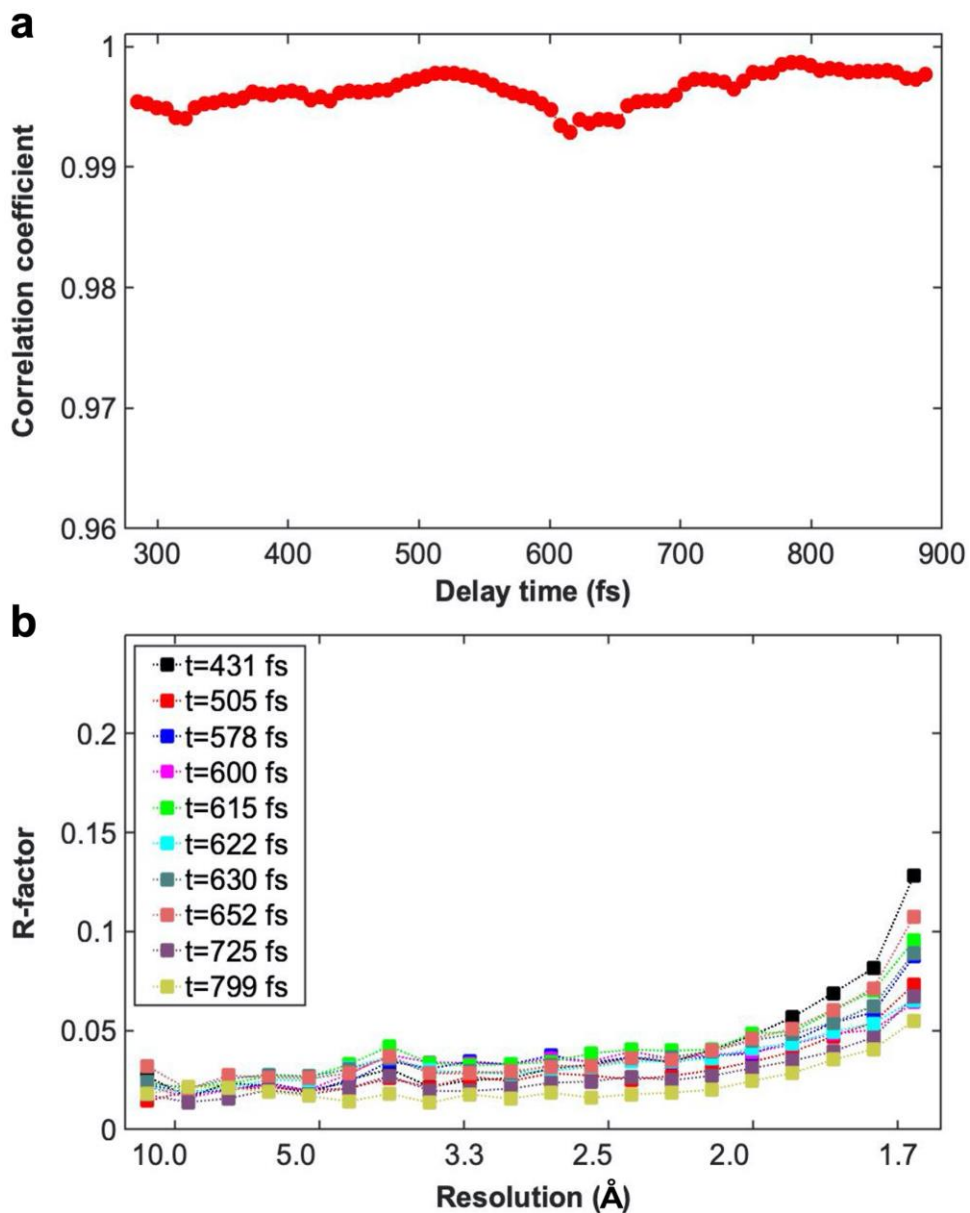 a
1
0.99
0.98
0.97
0.96
Correlation coefficient
300 400 500 600 700 800 900
Delay time (fs)
b
0.2
0.15
0.1
0.05
0
R-factor
t=431 fs
t=505 fs
t=578 fs
t=600 fs
t=615 fs
t=622 fs
t=630 fs
t=652 fs
t=725 fs
t=799 fs
10.0 5.0 3.3 2.5 2.0 1.7
Resolution (Å)